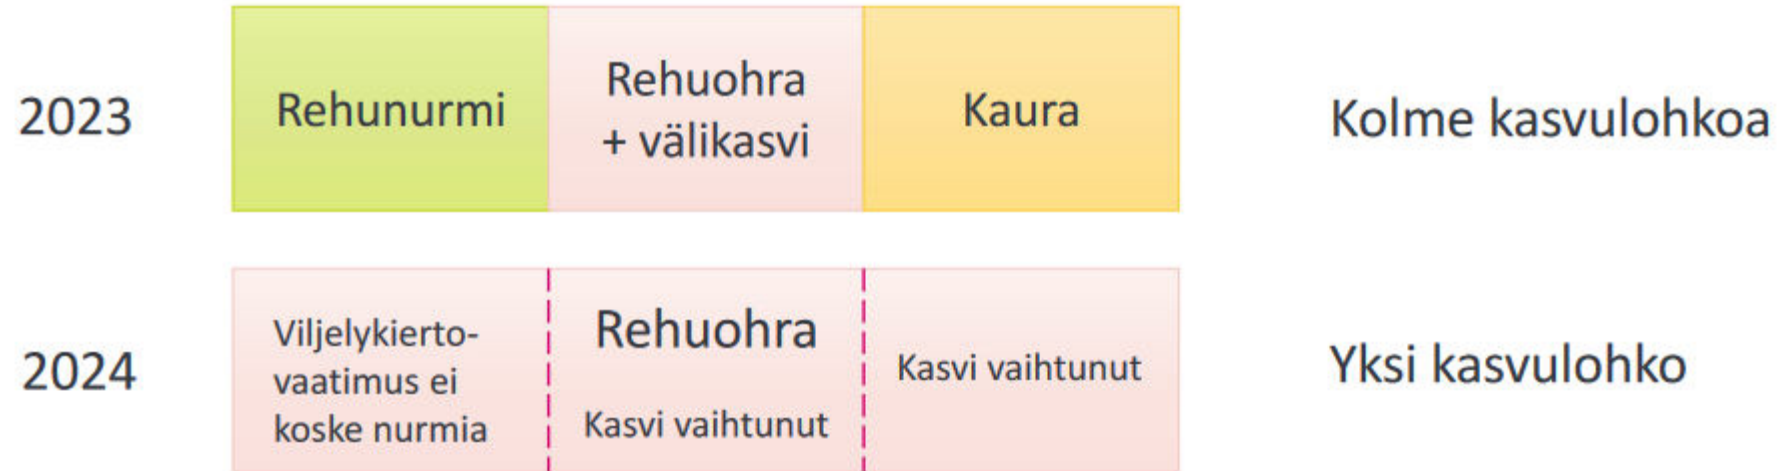 2023
Rehunurmi
Rehuohra
+ välikasvi
Kaura
Kolme kasvulohkoa
2024
Viljelykierto-
vaatimus ei
koske nurmia
Rehuohra
Kasvi vaihtunut
Kasvi vaihtunut
Yksi kasvulohko